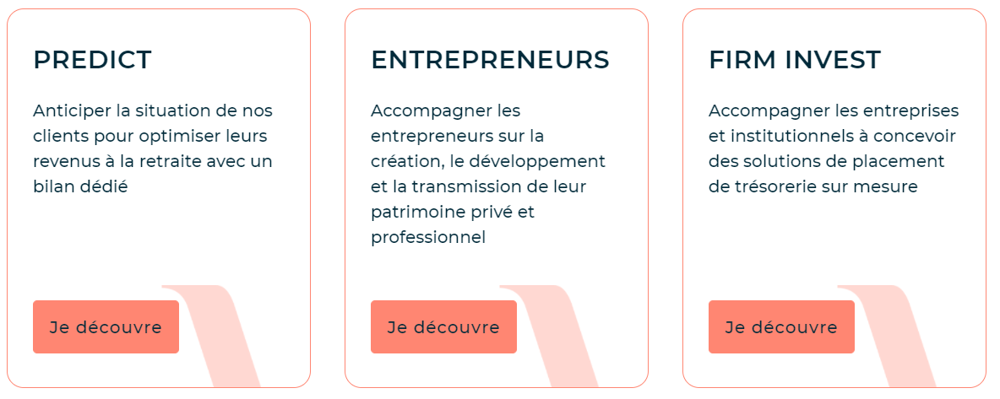 PREDICT
Anticiper la situation de nos
clients pour optimiser leurs
revenus à la retraite avec un
bilan dédié
Je découvre
ENTREPRENEURS
Accompagner les
entrepreneurs sur la
création, le développement
et la transmission de leur
patrimoine privé et
professionnel
Je découvre
FIRM INVEST
Accompagner les entreprises
et institutionnels à concevoir
des solutions de placement
de trésorerie sur mesure
Je découvre